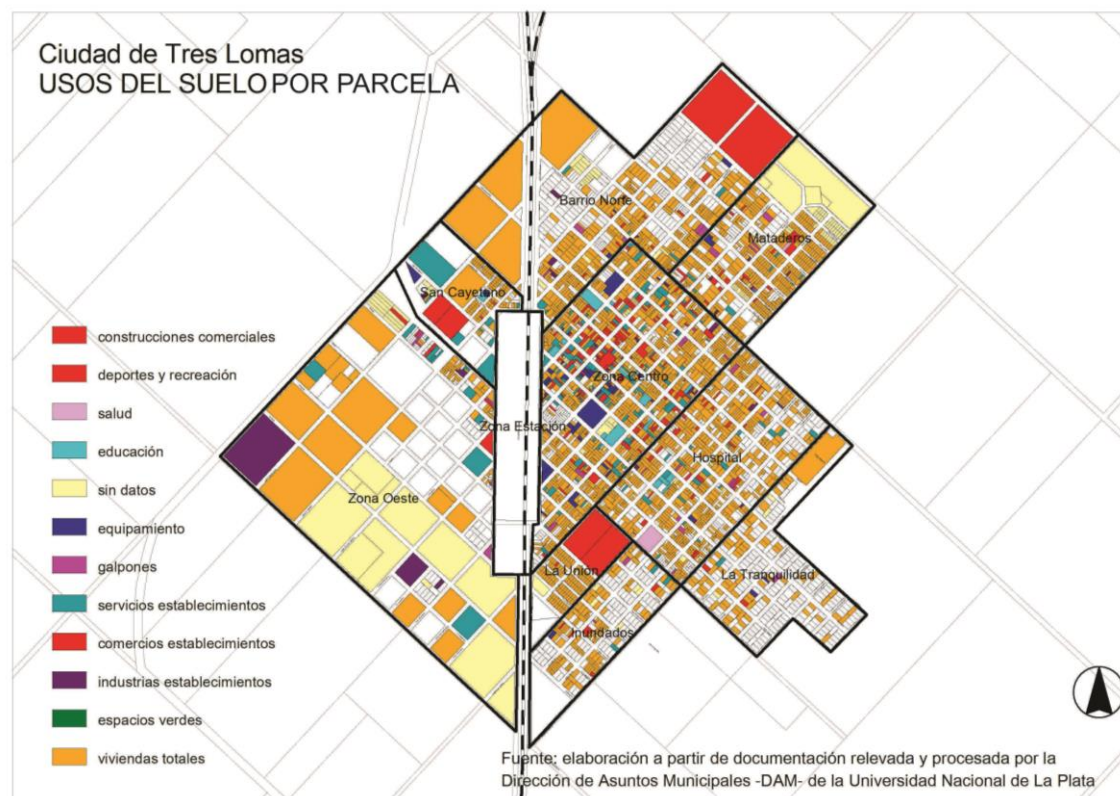 Ciudad de Tres Lomas
USOS DEL SUELO POR PARCELA
Barrio Norte
Mataderos
San Cayetano
Zona Centro
Zona Estación
Hospital
Zona Oeste
La Unión
La Tranquilidad
Inundados
construcciones comerciales
deportes y recreación
salud
educación
sin datos
equipamiento
galpones
servicios establecimientos
comercios establecimientos
industrias establecimientos
espacios verdes
viviendas totales
Fuente: elaboración a partir de documentación relevada y procesada por la
Dirección de Asuntos Municipales -DAM- de la Universidad Nacional de La Plata